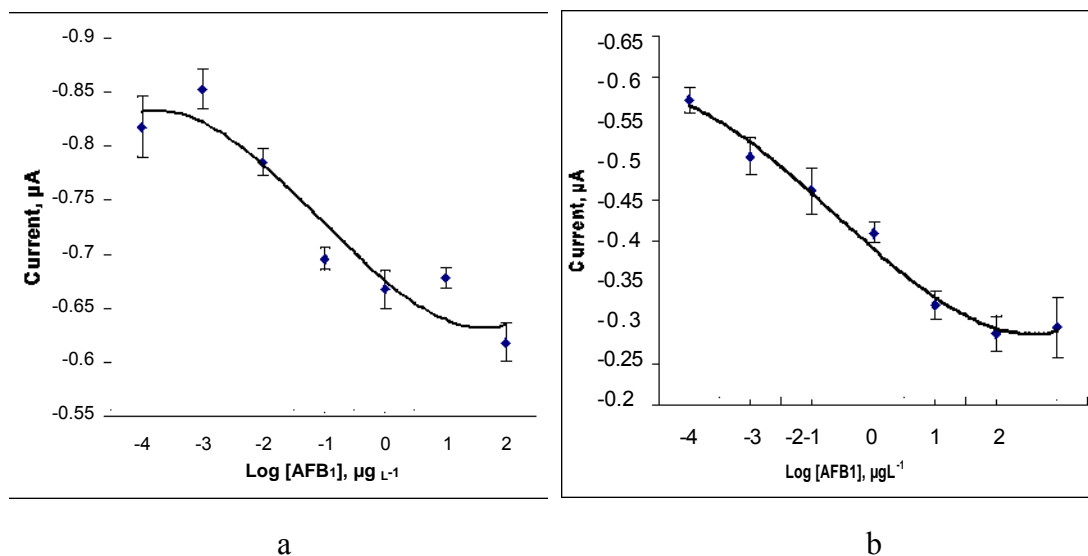 -0.9
-0.85
-0.8
-0.75
-0.7
-0.65
-0.6
-0.55
Current, µA
-4 -3 -2 -1 0 1 2
Log [AFB1], µg L-1
a
-0.65
-0.6
-0.55
-0.5
-0.45
-0.4
-0.35
-0.3
-0.25
-0.2
Current, µA
-4 -3 -2-1 0 1 2
Log [AFB1], µgL-1
b